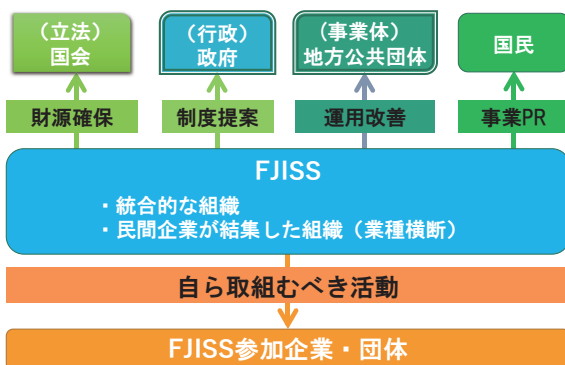 （立法）
国会
（行政）
政府
（事業体）
地方公共団体
国民
財源確保
制度提案
運用改善
事業PR
FJISS
・統合的な組織
・民間企業が結集した組織（業種横断）
自ら取組むべき活動
FJISS参加企業・団体